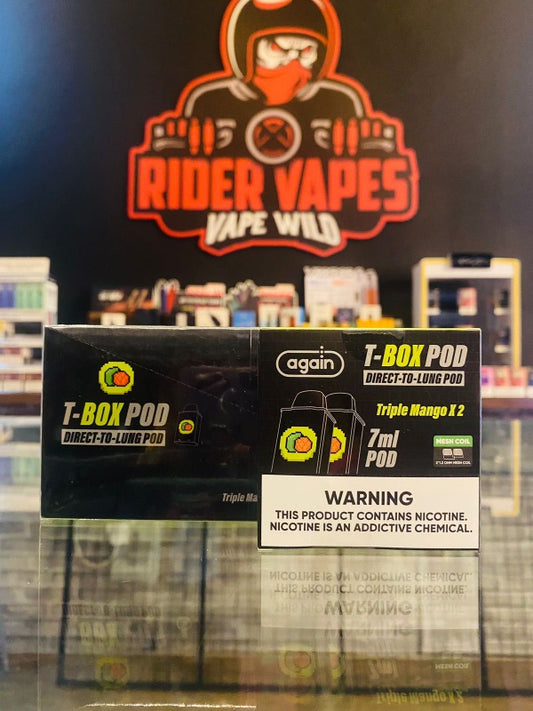 RIDER VAPES
VAPE WILD
T-BOX POD
DIRECT-TO-LUNG POD
Triple Ma
again
T-BOX POD
DIRECT-TO-LUNG POD
Triple Mango X 2
7ml
POD
MESH COIL
WARNING
THIS PRODUCT CONTAINS NICOTINE.
NICOTINE IS AN ADDICTIVE CHEMICAL.